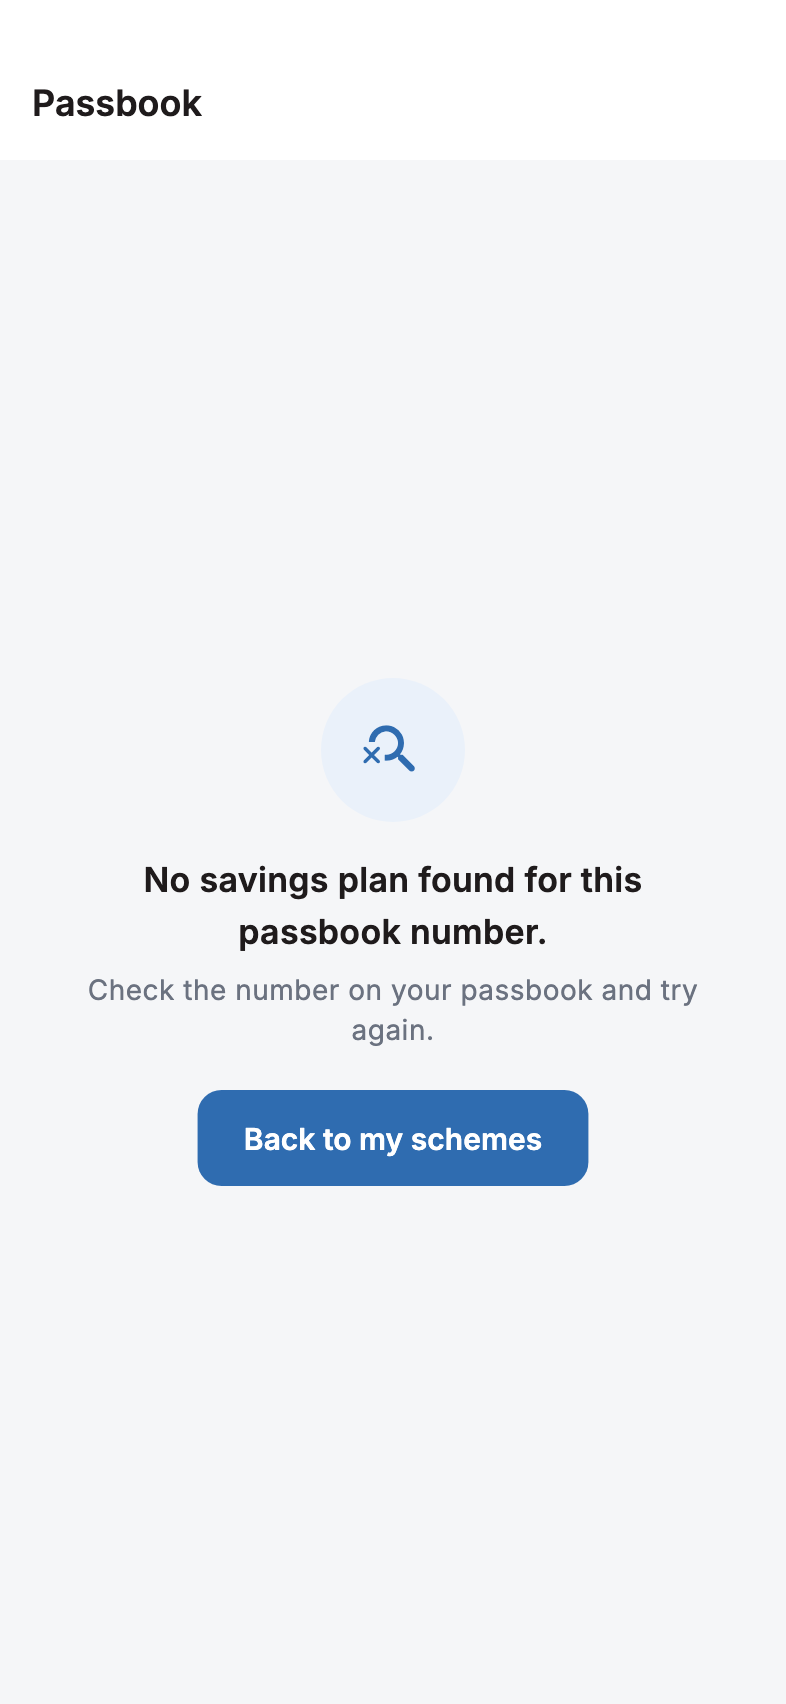 Passbook
No savings plan found for this
passbook number.
Check the number on your passbook and try
again.
Back to my schemes